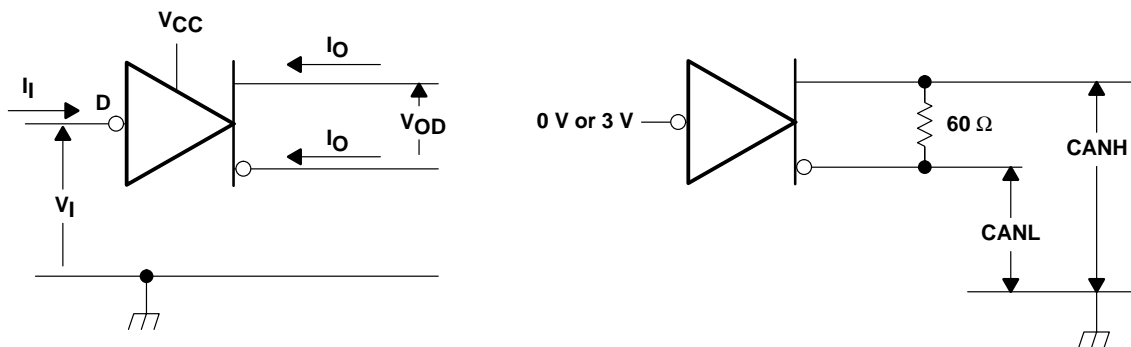 VCC
IO
II
D
VOD
IO
VI
0 V or 3 V
60 Ω
CANH
CANL